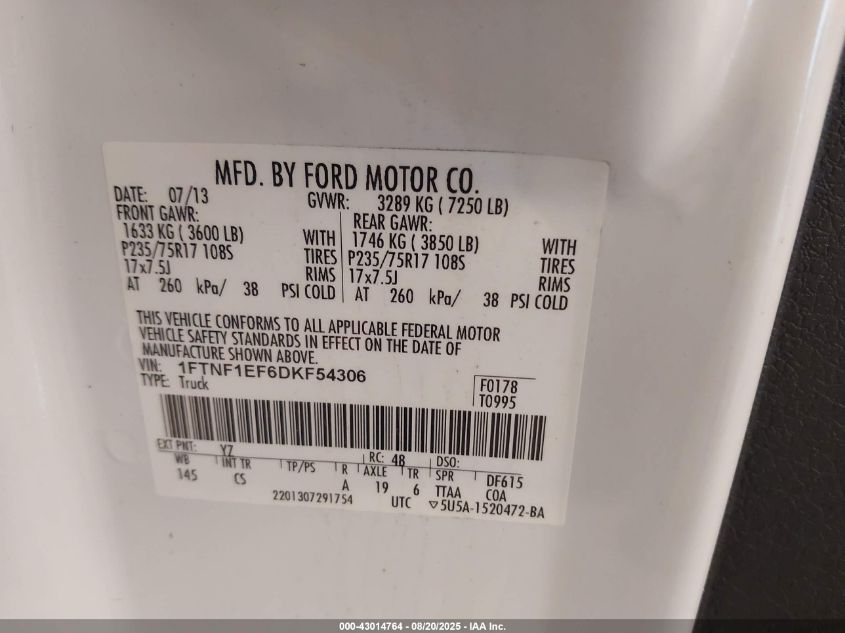 MFD. BY FORD MOTOR CO.
DATE: 07/13 GVWR: 3289 KG ( 7250 LB)
FRONT GAWR: REAR GAWR:
1633 KG ( 3600 LB) WITH 1746 KG ( 3850 LB) WITH
P235/75R17 108S TIRES P235/75R17 108S TIRES
17x7.5J RIMS 17x7.5J RIMS
AT 260 kPa/ 38 PSI COLD AT 260 kPa/ 38 PSI COLD
THIS VEHICLE CONFORMS TO ALL APPLICABLE FEDERAL MOTOR
VEHICLE SAFETY STANDARDS IN EFFECT ON THE DATE OF
MANUFACTURE SHOWN ABOVE.
VIN: 1FTNF1EF6DKF54306
TYPE: Truck
F0178
T0995
EXT PNT: YZ RC: 48 DSO:
WB INT TR TP/PS R AXLE TR SPR DF615
145 CS A 19 6 TTAA COA
2201307291754 UTC ▽5U5A-1520472-BA
000-43014764 - 08/20/2025 - IAA Inc.